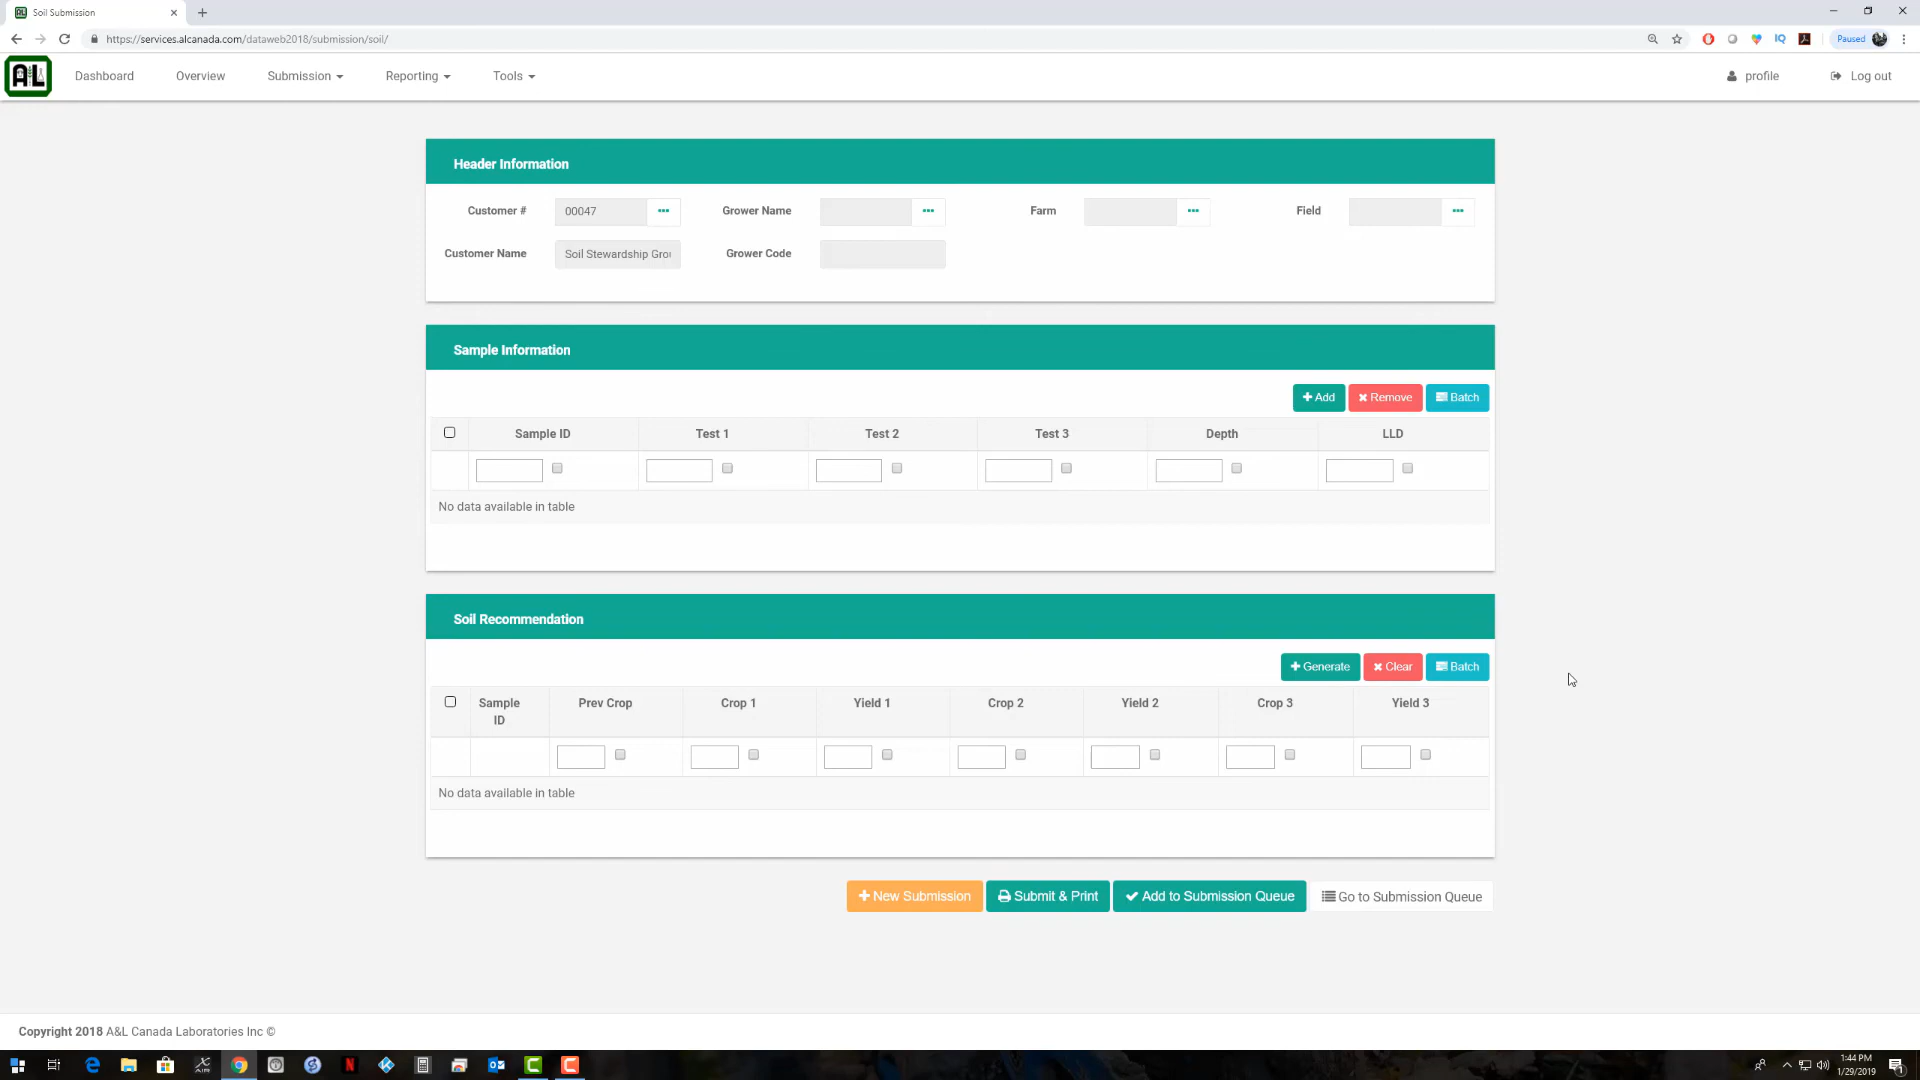 Soil Submission
https://services.alcanada.com/dataweb2018/submission/soil/
IQ
Paused
A&L
Dashboard
Overview
Submission
Reporting
Tools
profile
Log out
Header Information
Customer #
00047
Grower Name
Farm
Field
Customer Name
Soil Stewardship Grou
Grower Code
Sample Information
Add
Remove
Batch
Sample ID
Test 1
Test 2
Test 3
Depth
LLD
No data available in table
Soil Recommendation
Generate
Clear
Batch
Sample ID
Prev Crop
Crop 1
Yield 1
Crop 2
Yield 2
Crop 3
Yield 3
No data available in table
New Submission
Submit & Print
Add to Submission Queue
Go to Submission Queue
Copyright 2018 A&L Canada Laboratories Inc ©
1:44 PM
1/29/2019